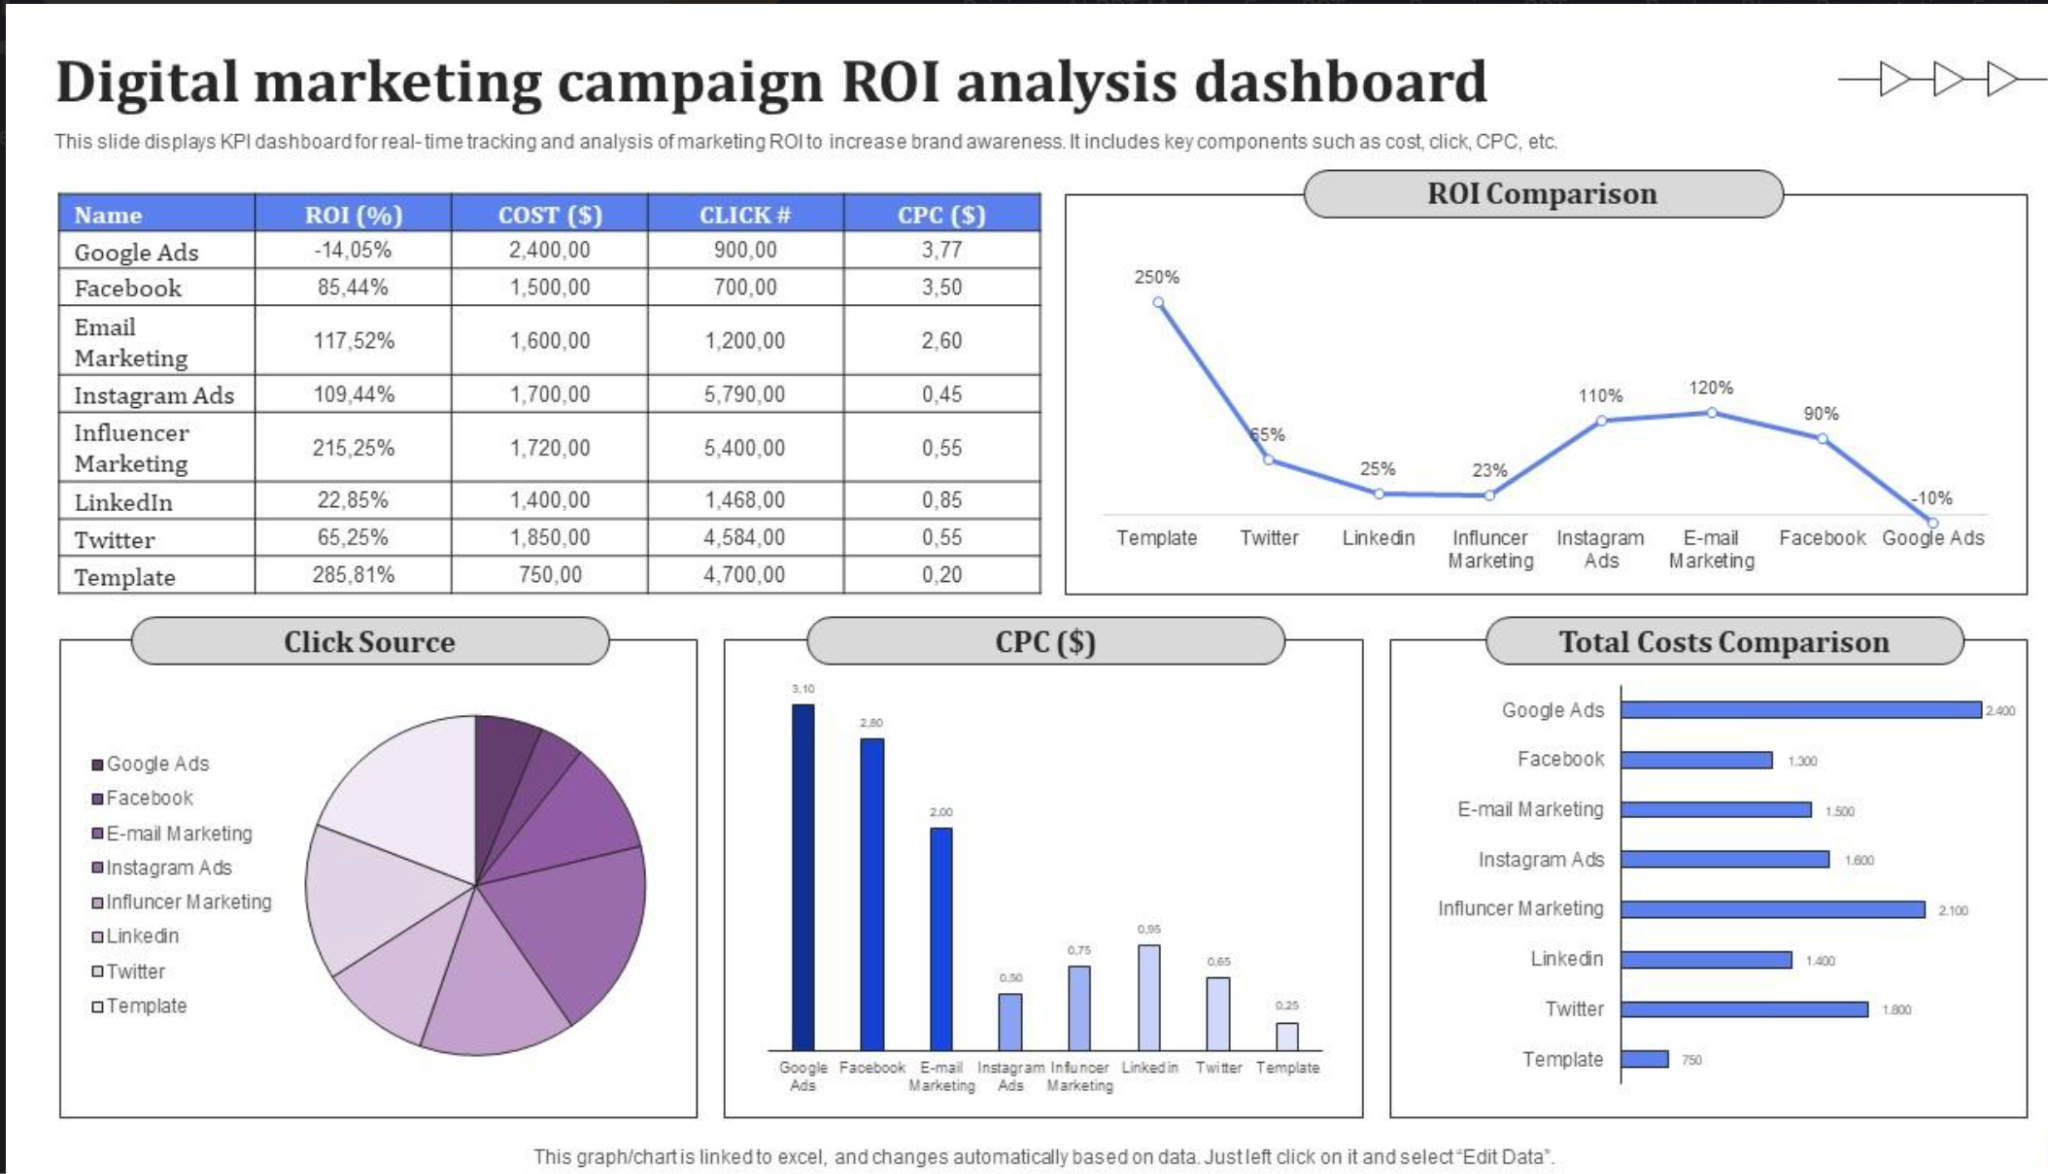 Digital marketing campaign ROI analysis dashboard
This slide displays KPI dashboard for real-time tracking and analysis of marketing ROI to increase brand awareness. It includes key components such as cost, click, CPC, etc.
Name ROI (%) COST ($) CLICK # CPC ($)
Google Ads -14,05% 2,400,00 900,00 3,77
Facebook 85,44% 1,500,00 700,00 3,50
Email
Marketing 117,52% 1,600,00 1,200,00 2,60
Instagram Ads 109,44% 1,700,00 5,790,00 0,45
Influencer
Marketing 215,25% 1,720,00 5,400,00 0,55
LinkedIn 22,85% 1,400,00 1,468,00 0,85
Twitter 65,25% 1,850,00 4,584,00 0,55
Template 285,81% 750,00 4,700,00 0,20
ROI Comparison
250%
65%
25%
23%
110%
120%
90%
-10%
Template
Twitter
Linkedin
Influncer
Marketing
Instagram
Ads
E-mail
Marketing
Facebook
Google Ads
Click Source
Google Ads
Facebook
E-mail Marketing
Instagram Ads
Influncer Marketing
Linkedin
Twitter
Template
CPC ($)
3,10
2,80
2,00
0,50
0,75
0,95
0,65
0,25
Google
Ads
Facebook
E-mail
Marketing
Instagram
Ads
Influncer
Marketing
Linkedin
Twitter
Template
Total Costs Comparison
Google Ads 2.400
Facebook 1.300
E-mail Marketing 1.500
Instagram Ads 1.600
Influncer Marketing 2.100
Linkedin 1.400
Twitter 1.800
Template 750
This graph/chart is linked to excel, and changes automatically based on data. Just left click on it and select “Edit Data”.